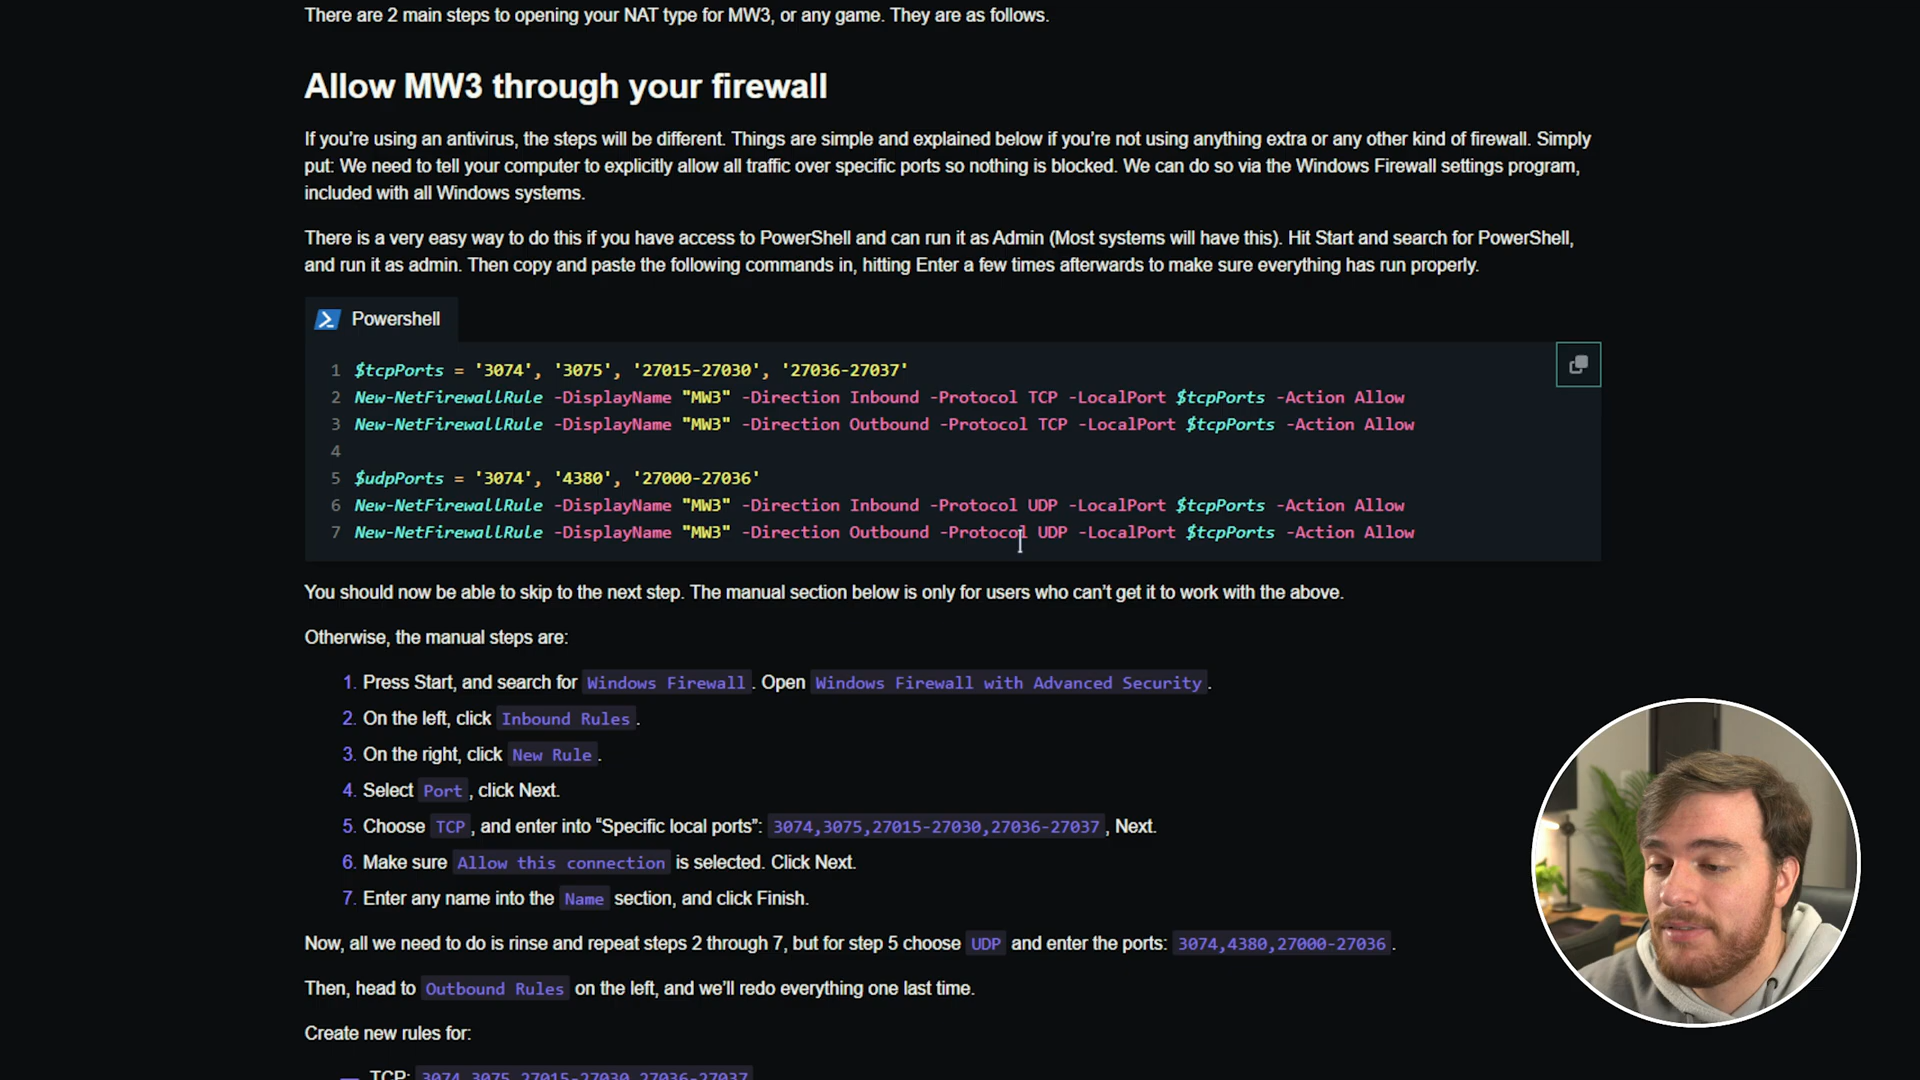 There are 2 main steps to opening your NAT type for MW3, or any game. They are as follows.
Allow MW3 through your firewall
If you're using an antivirus, the steps will be different. Things are simple and explained below if you're not using anything extra or any other kind of firewall. Simply
put: We need to tell your computer to explicitly allow all traffic over specific ports so nothing is blocked. We can do so via the Windows Firewall settings program,
included with all Windows systems.
There is a very easy way to do this if you have access to PowerShell and can run it as Admin (Most systems will have this). Hit Start and search for PowerShell,
and run it as admin. Then copy and paste the following commands in, hitting Enter a few times afterwards to make sure everything has run properly.
Powershell
1 $tcpPorts = '3074', '3075', '27015-27030', '27036-27037'
2 New-NetFirewallRule -DisplayName "MW3" -Direction Inbound -Protocol TCP -LocalPort $tcpPorts -Action Allow
3 New-NetFirewallRule -DisplayName "MW3" -Direction Outbound -Protocol TCP -LocalPort $tcpPorts -Action Allow
4
5 $udpPorts = '3074', '4380', '27000-27036'
6 New-NetFirewallRule -DisplayName "MW3" -Direction Inbound -Protocol UDP -LocalPort $tcpPorts -Action Allow
7 New-NetFirewallRule -DisplayName "MW3" -Direction Outbound -Protocol UDP -LocalPort $tcpPorts -Action Allow
You should now be able to skip to the next step. The manual section below is only for users who can't get it to work with the above.
Otherwise, the manual steps are:
1. Press Start, and search for Windows Firewall. Open Windows Firewall with Advanced Security.
2. On the left, click Inbound Rules.
3. On the right, click New Rule.
4. Select Port, click Next.
5. Choose TCP, and enter into “Specific local ports”: 3074,3075,27015-27030,27036-27037, Next.
6. Make sure Allow this connection is selected. Click Next.
7. Enter any name into the Name section, and click Finish.
Now, all we need to do is rinse and repeat steps 2 through 7, but for step 5 choose UDP and enter the ports: 3074,4380,27000-27036.
Then, head to Outbound Rules on the left, and we'll redo everything one last time.
Create new rules for:
— TCP: 3074,3075,27015-27030,27036-27037